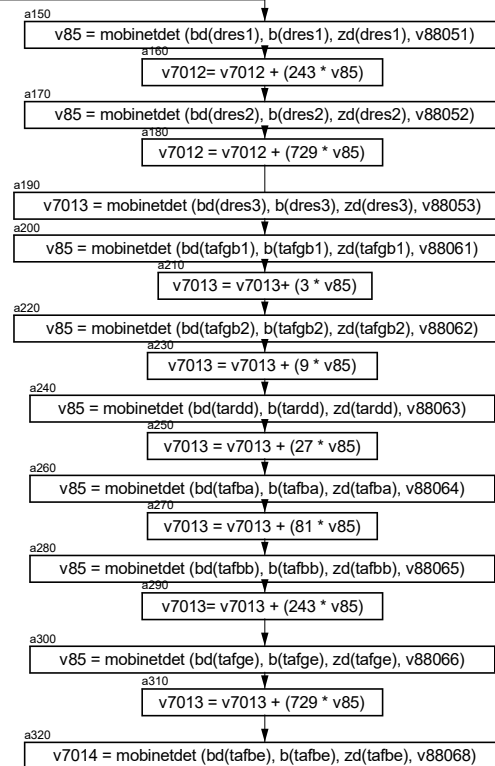 a150
v85 = mobinetdet (bd(dres1), b(dres1), zd(dres1), v88051)
a160
v7012= v7012 + (243 * v85)
a170
v85 = mobinetdet (bd(dres2), b(dres2), zd(dres2), v88052)
a180
v7012 = v7012 + (729 * v85)
a190
v7013 = mobinetdet (bd(dres3), b(dres3), zd(dres3), v88053)
a200
v85 = mobinetdet (bd(tafgb1), b(tafgb1), zd(tafgb1), v88061)
a210
v7013 = v7013+ (3 * v85)
a220
v85 = mobinetdet (bd(tafgb2), b(tafgb2), zd(tafgb2), v88062)
a230
v7013 = v7013 + (9 * v85)
a240
v85 = mobinetdet (bd(tardd), b(tardd), zd(tardd), v88063)
a250
v7013 = v7013 + (27 * v85)
a260
v85 = mobinetdet (bd(tafba), b(tafba), zd(tafba), v88064)
a270
v7013 = v7013 + (81 * v85)
a280
v85 = mobinetdet (bd(tafbb), b(tafbb), zd(tafbb), v88065)
a290
v7013= v7013 + (243 * v85)
a300
v85 = mobinetdet (bd(tafge), b(tafge), zd(tafge), v88066)
a310
v7013 = v7013 + (729 * v85)
a320
v7014 = mobinetdet (bd(tafbe), b(tafbe), zd(tafbe), v88068)